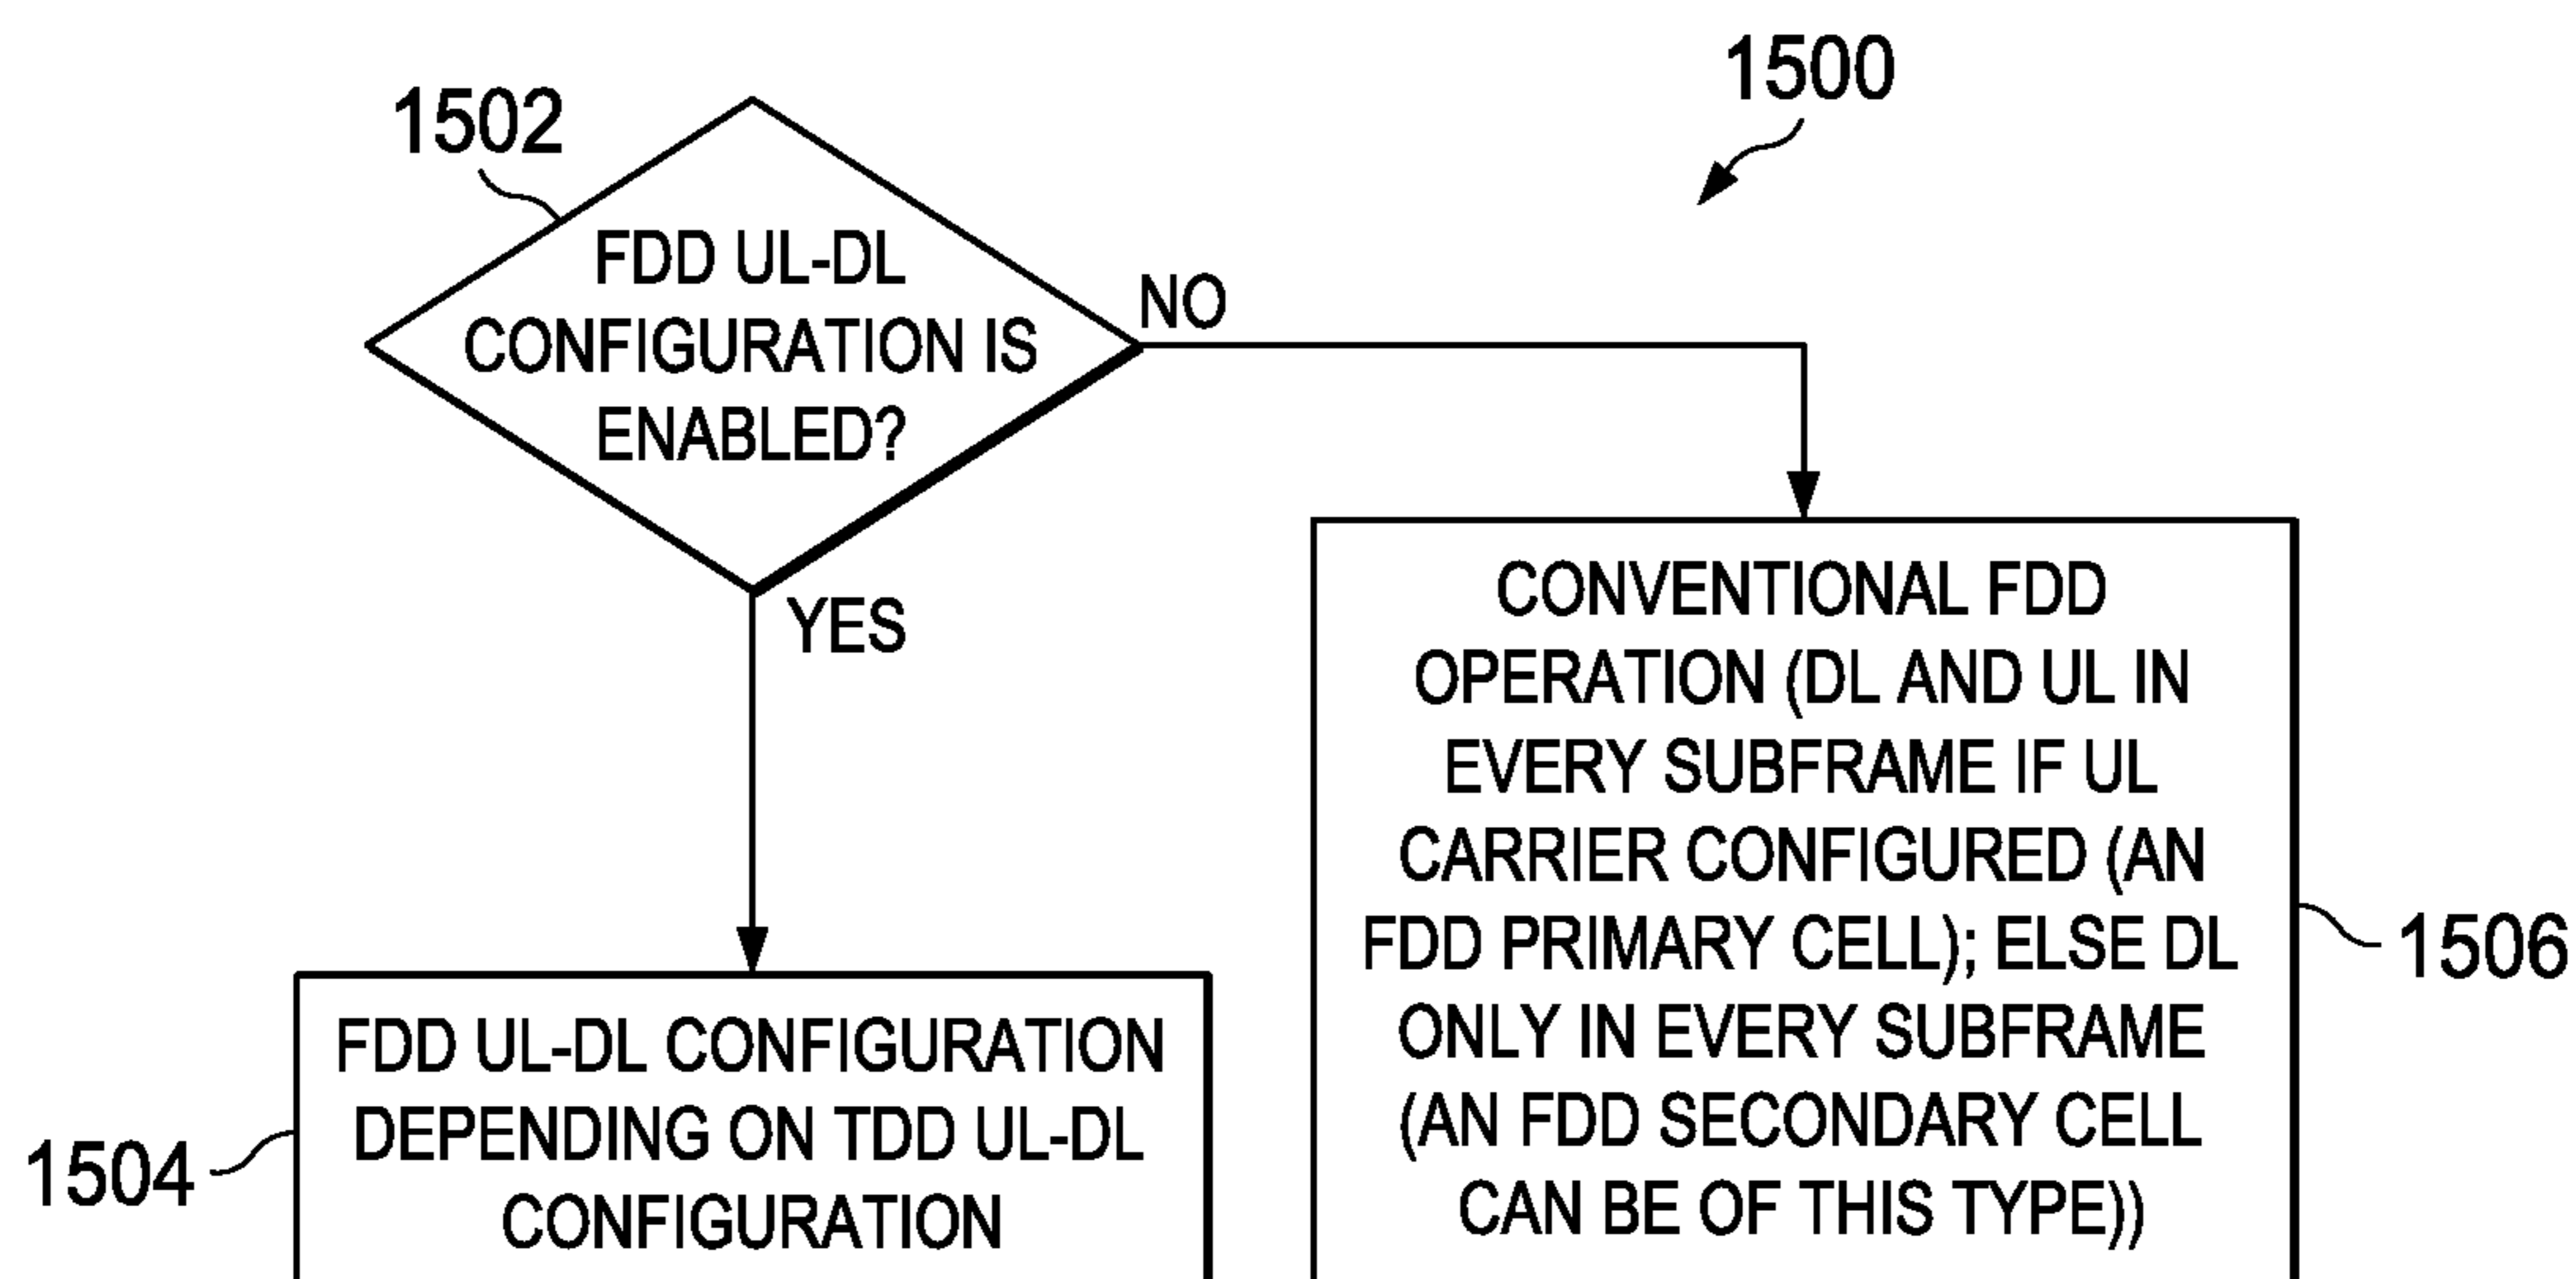 1500
1502
FDD UL-DL
CONFIGURATION IS
ENABLED?
NO
YES
CONVENTIONAL FDD
OPERATION (DL AND UL IN
EVERY SUBFRAME IF UL
CARRIER CONFIGURED (AN
FDD PRIMARY CELL); ELSE DL
ONLY IN EVERY SUBFRAME
(AN FDD SECONDARY CELL
CAN BE OF THIS TYPE))
1506
FDD UL-DL CONFIGURATION
DEPENDING ON TDD UL-DL
CONFIGURATION
1504